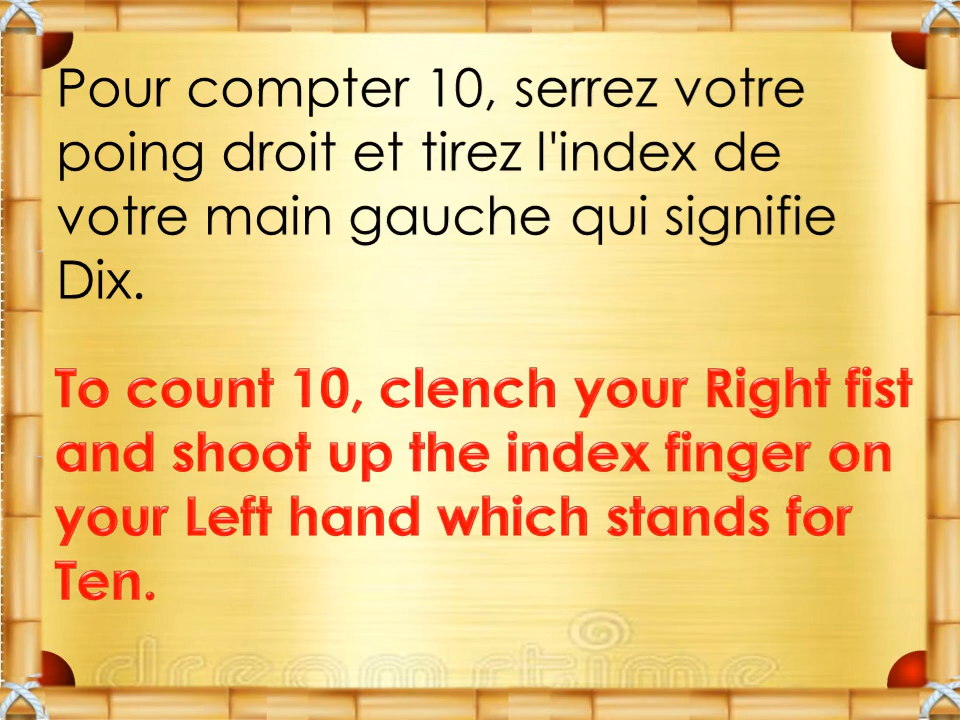 Pour compter 10, serrez votre
poing droit et tirez l'index de
votre main gauche qui signifie
Dix.
To count 10, clench your Right fist
and shoot up the index finger on
your Left hand which stands for
Ten.
dreamstime